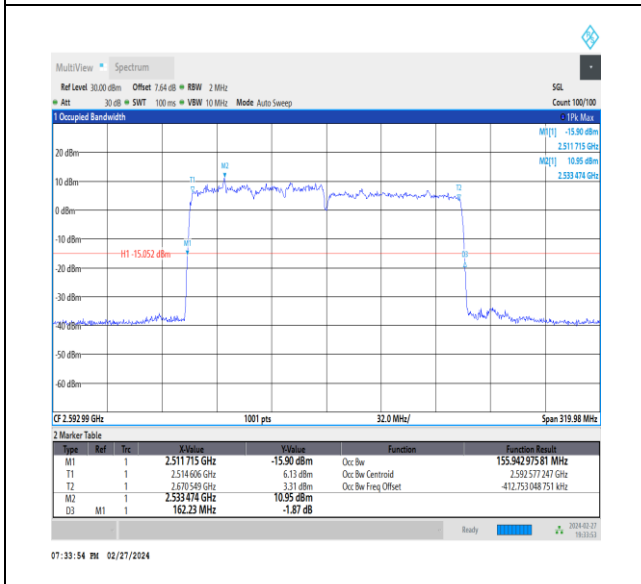 MultiView Spectrum
Ref Level 30.00 dBm Offset 7.64 dB RBW 2 MHz SGL
Att 30 dB SWT 100 ms VBW 10 MHz Mode Auto Sweep Count 100/100
1 Occupied Bandwidth 1Pk Max
M1[1] -15.90 dBm
2.511 715 GHz
20 dBm M2[1] 10.95 dBm
M2 2.533 474 GHz
10 dBm T1 T2
0 dBm
-10 dBm M1
H1 -15.052 dBm D3
-20 dBm
-30 dBm
-40 dBm
-50 dBm
-60 dBm
CF 2.592 99 GHz 1001 pts 32.0 MHz/ Span 319.98 MHz
2 Marker Table
Type Ref Trc X-Value Y-Value Function Function Result
M1 1 2.511 715 GHz -15.90 dBm Occ Bw 155.942 975 81 MHz
T1 1 2.514 606 GHz 6.13 dBm Occ Bw Centroid 2.592 577 247 GHz
T2 1 2.670 549 GHz 3.31 dBm Occ Bw Freq Offset -412.753 048 751 kHz
M2 1 2.533 474 GHz 10.95 dBm
D3 M1 1 162.23 MHz -1.87 dB
Ready 2024-02-27
19:33:53
07:33:54 PM 02/27/2024